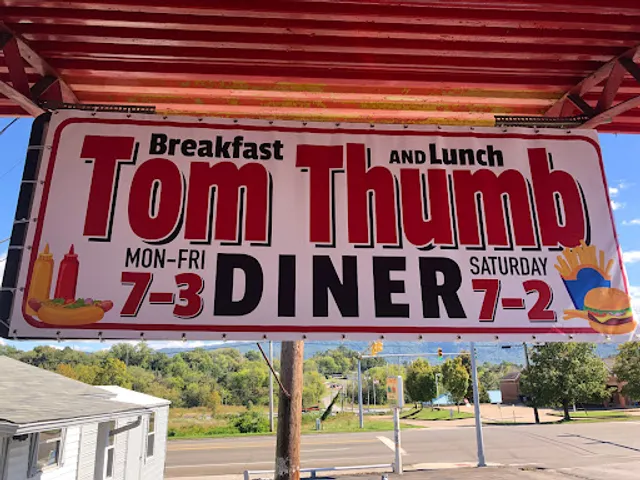 Breakfast AND Lunch
Tom Thumb
MON-FRI DINER SATURDAY
7-3 7-2